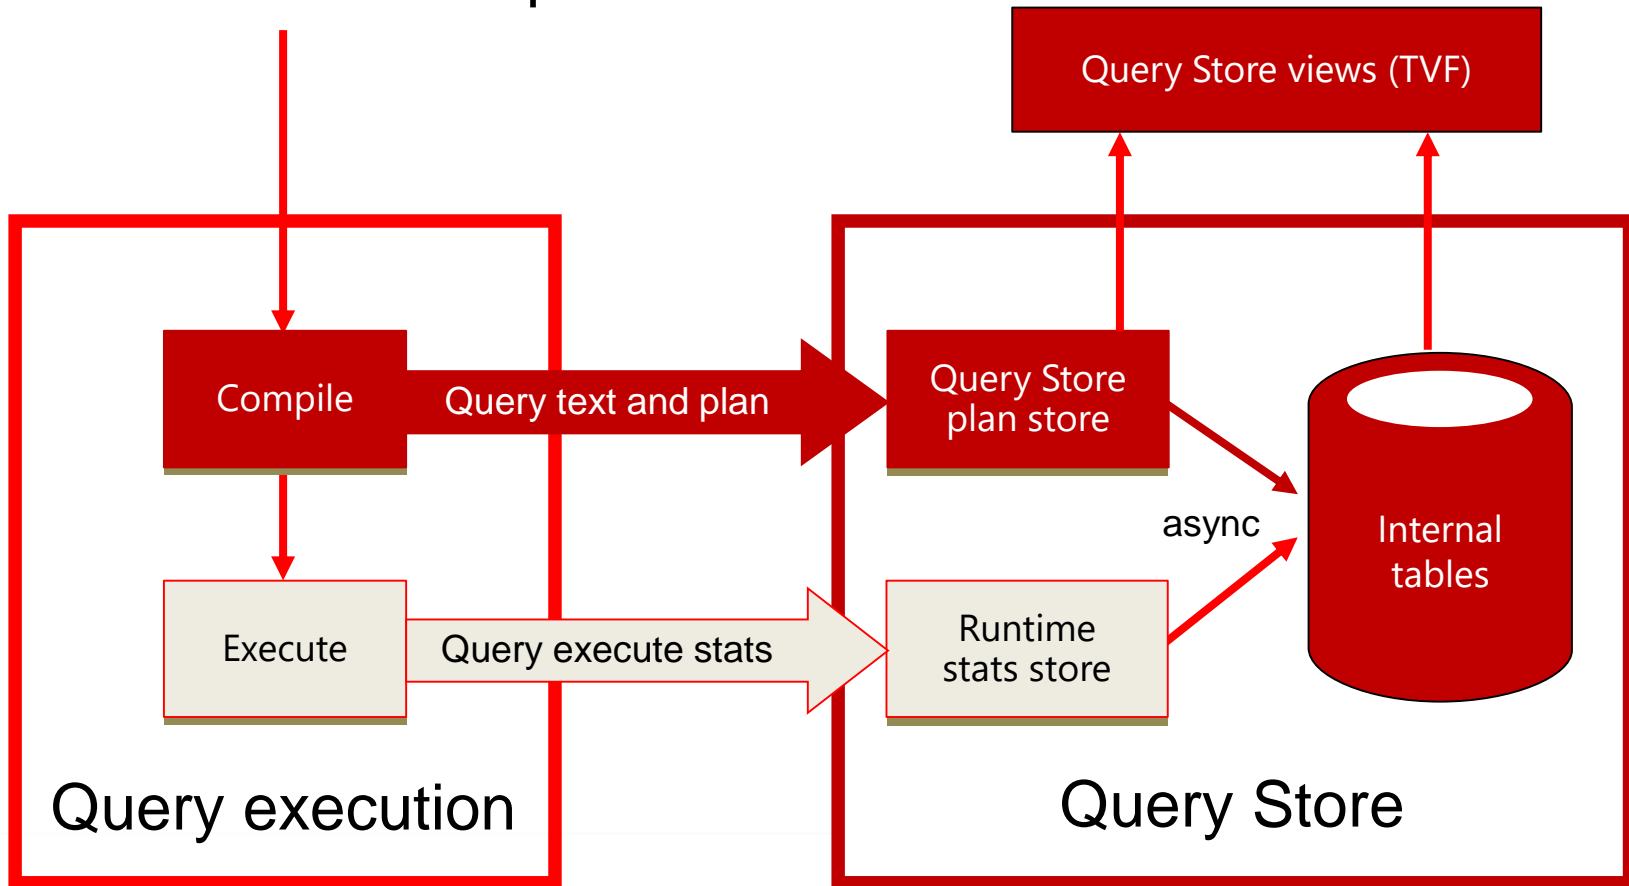 Query Store views (TVF)
Compile
Query text and plan
Query Store
plan store
async
Internal
tables
Execute
Query execute stats
Runtime
stats store
Query execution
Query Store